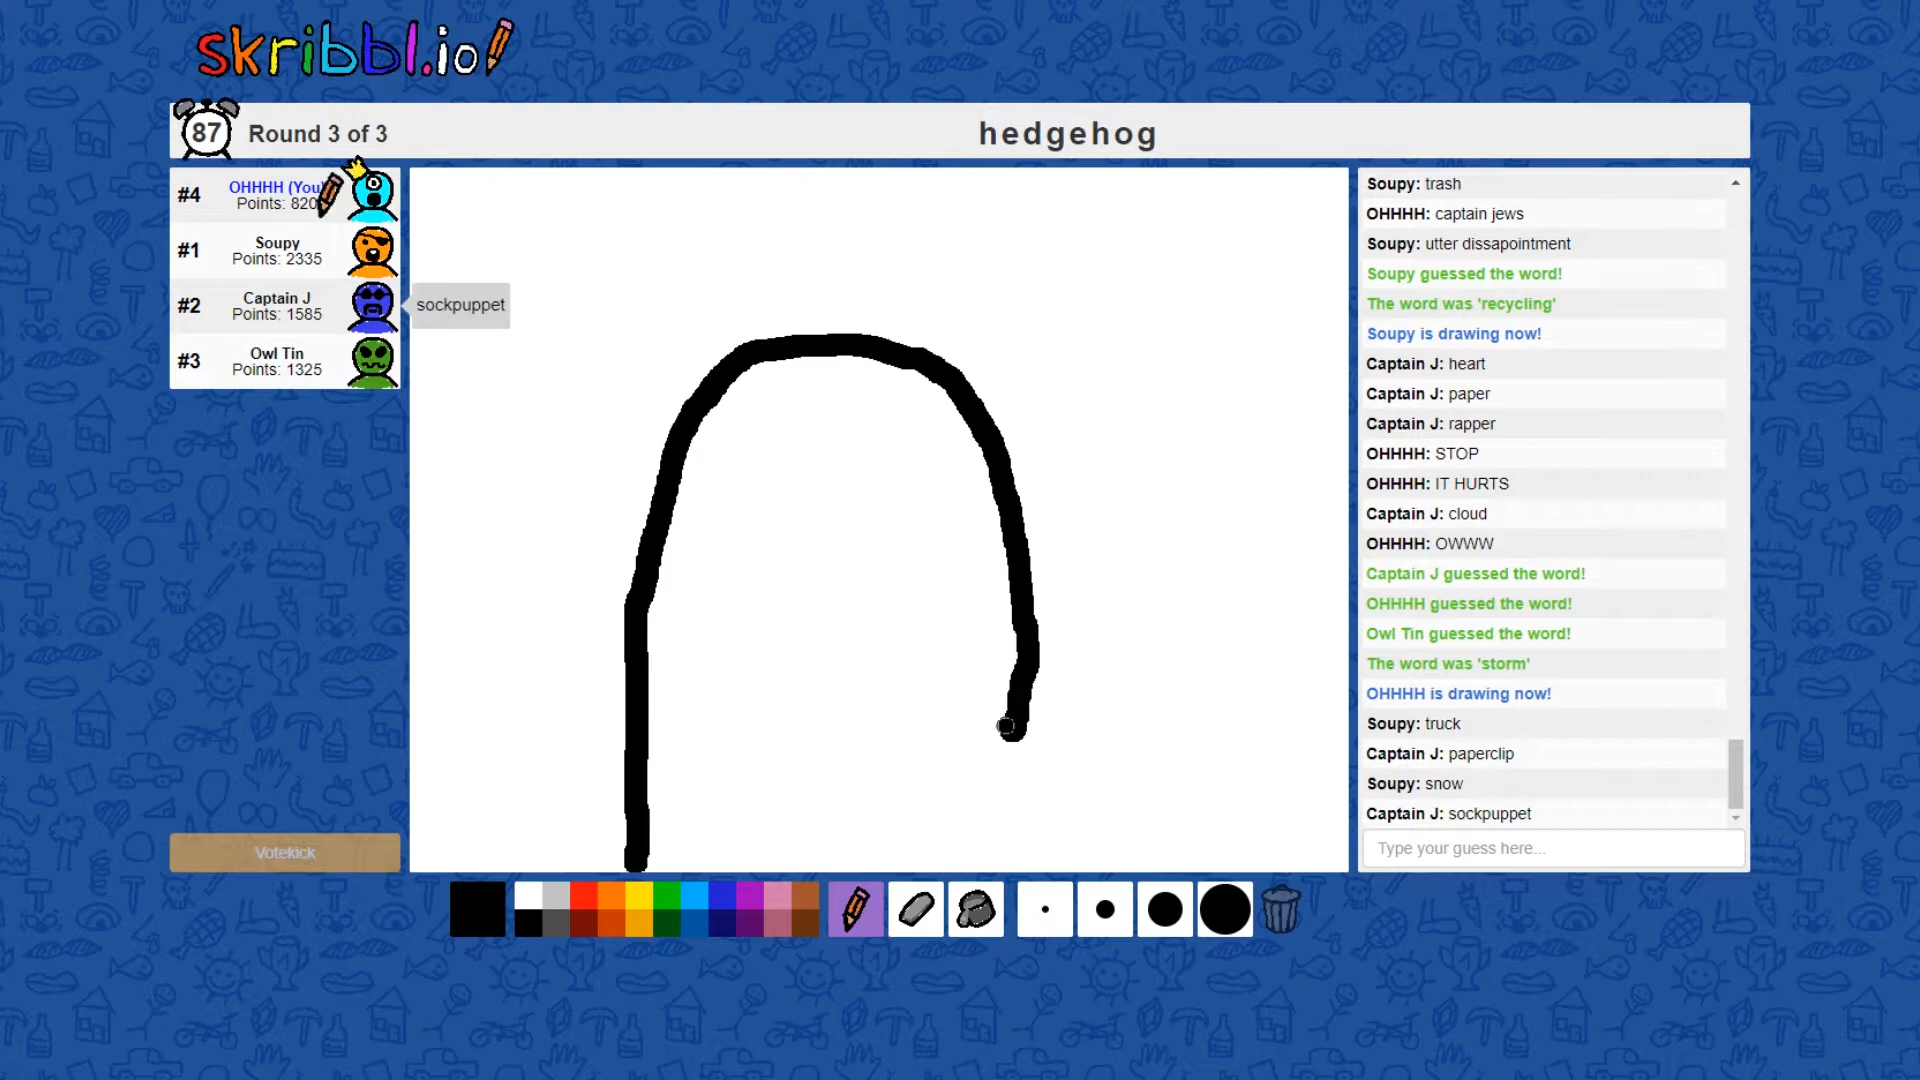 skribbl.io
87
Round 3 of 3
hedgehog
#4
OHHHH (You)
Points: 820
#1
Soupy
Points: 2335
#2
Captain J
Points: 1585
#3
Owl Tin
Points: 1325
sockpuppet
Votekick
Soupy: trash
OHHHH: captain jews
Soupy: utter dissapointment
Soupy guessed the word!
The word was 'recycling'
Soupy is drawing now!
Captain J: heart
Captain J: paper
Captain J: rapper
OHHHH: STOP
OHHHH: IT HURTS
Captain J: cloud
OHHHH: OWWW
Captain J guessed the word!
OHHHH guessed the word!
Owl Tin guessed the word!
The word was 'storm'
OHHHH is drawing now!
Soupy: truck
Captain J: paperclip
Soupy: snow
Captain J: sockpuppet
Type your guess here...